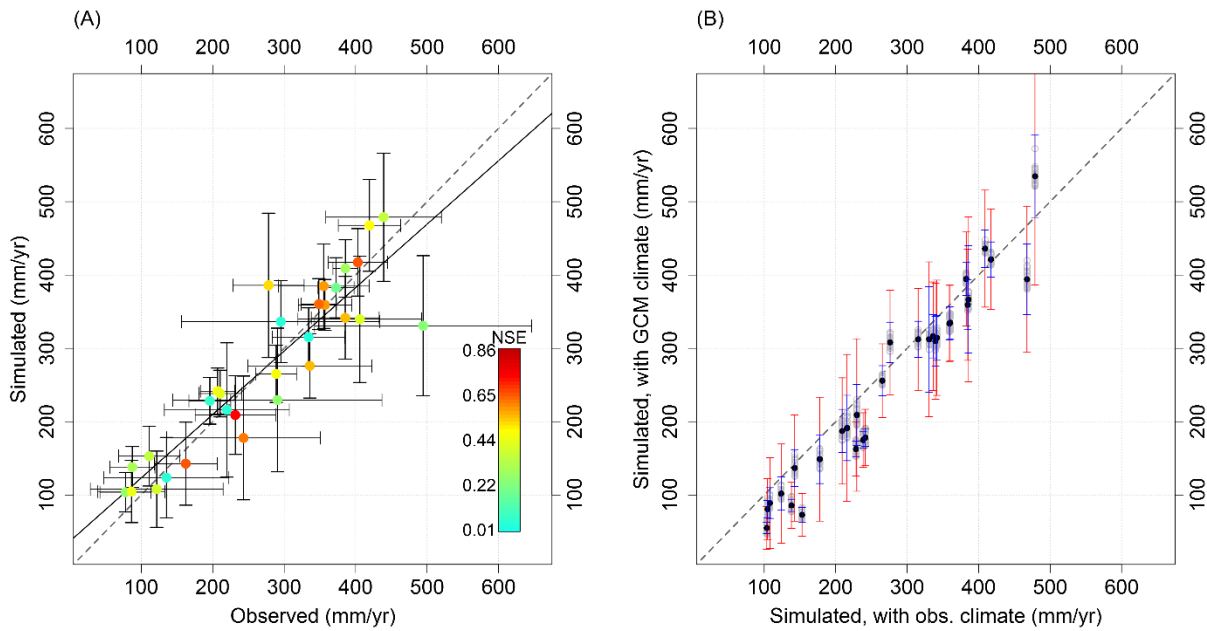 (A)
100 200 300 400 500 600
Simulated (mm/yr)
600
500
400
300
200
100
600
500
400
300
200
100
NSE
0.86
0.65
0.44
0.22
0.01
100 200 300 400 500 600
Observed (mm/yr)
(B)
100 200 300 400 500 600
Simulated, with GCM climate (mm/yr)
600
500
400
300
200
100
600
500
400
300
200
100
100 200 300 400 500 600
Simulated, with obs. climate (mm/yr)